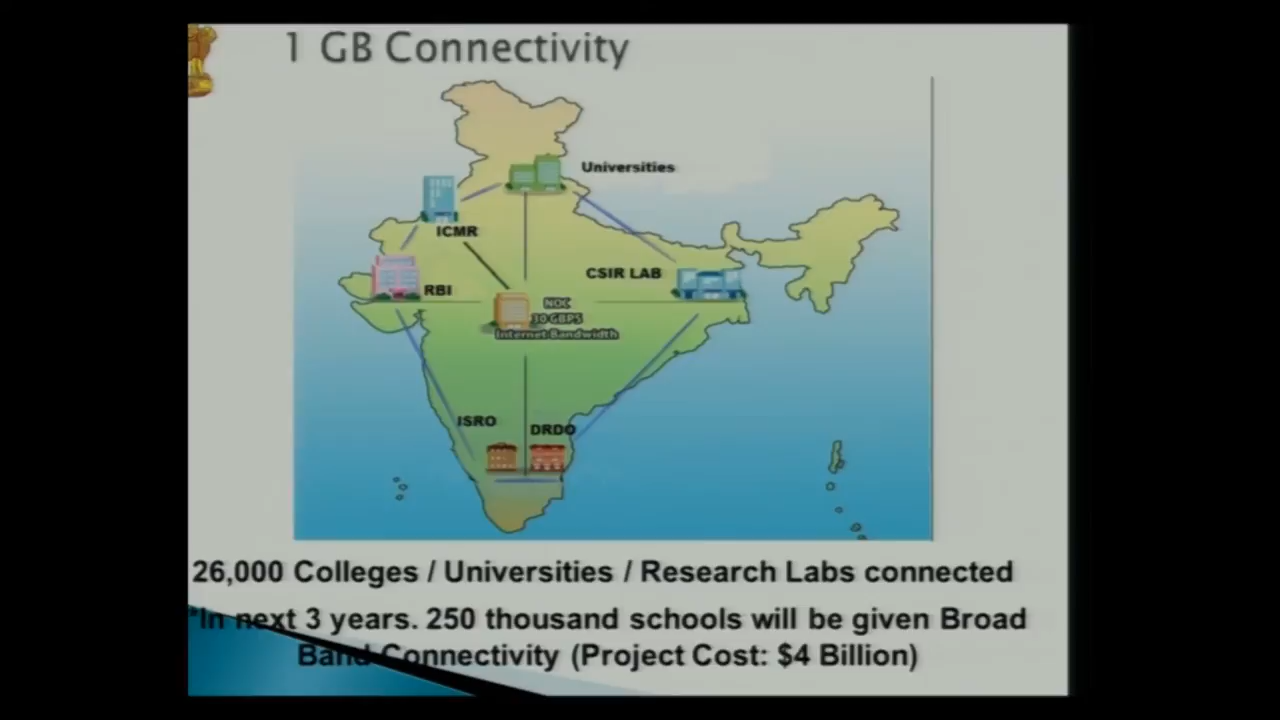 1 GB Connectivity
Universities
ICMR
CSIR LAB
RBI
NOC
30 GBPS
Internet Bandwidth
ISRO
DRDO
26,000 Colleges / Universities / Research Labs connected
*In next 3 years. 250 thousand schools will be given Broad
Band Connectivity (Project Cost: $4 Billion)